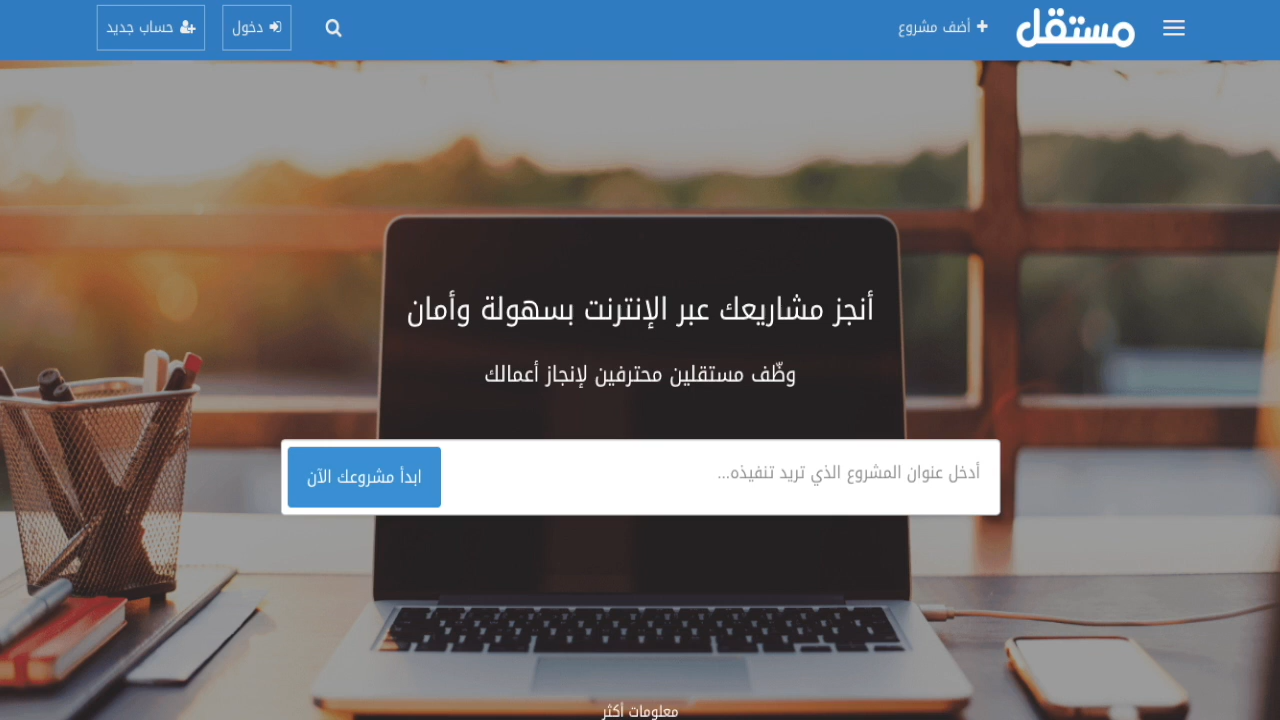 مستقل
أضف مشروع
دخول
حساب جديد
أنجز مشاريعك عبر الإنترنت بسهولة وأمان
وظّف مستقلين محترفين لإنجاز أعمالك
أدخل عنوان المشروع الذي تريد تنفيذه...
ابدأ مشروعك الآن
معلومات أكثر